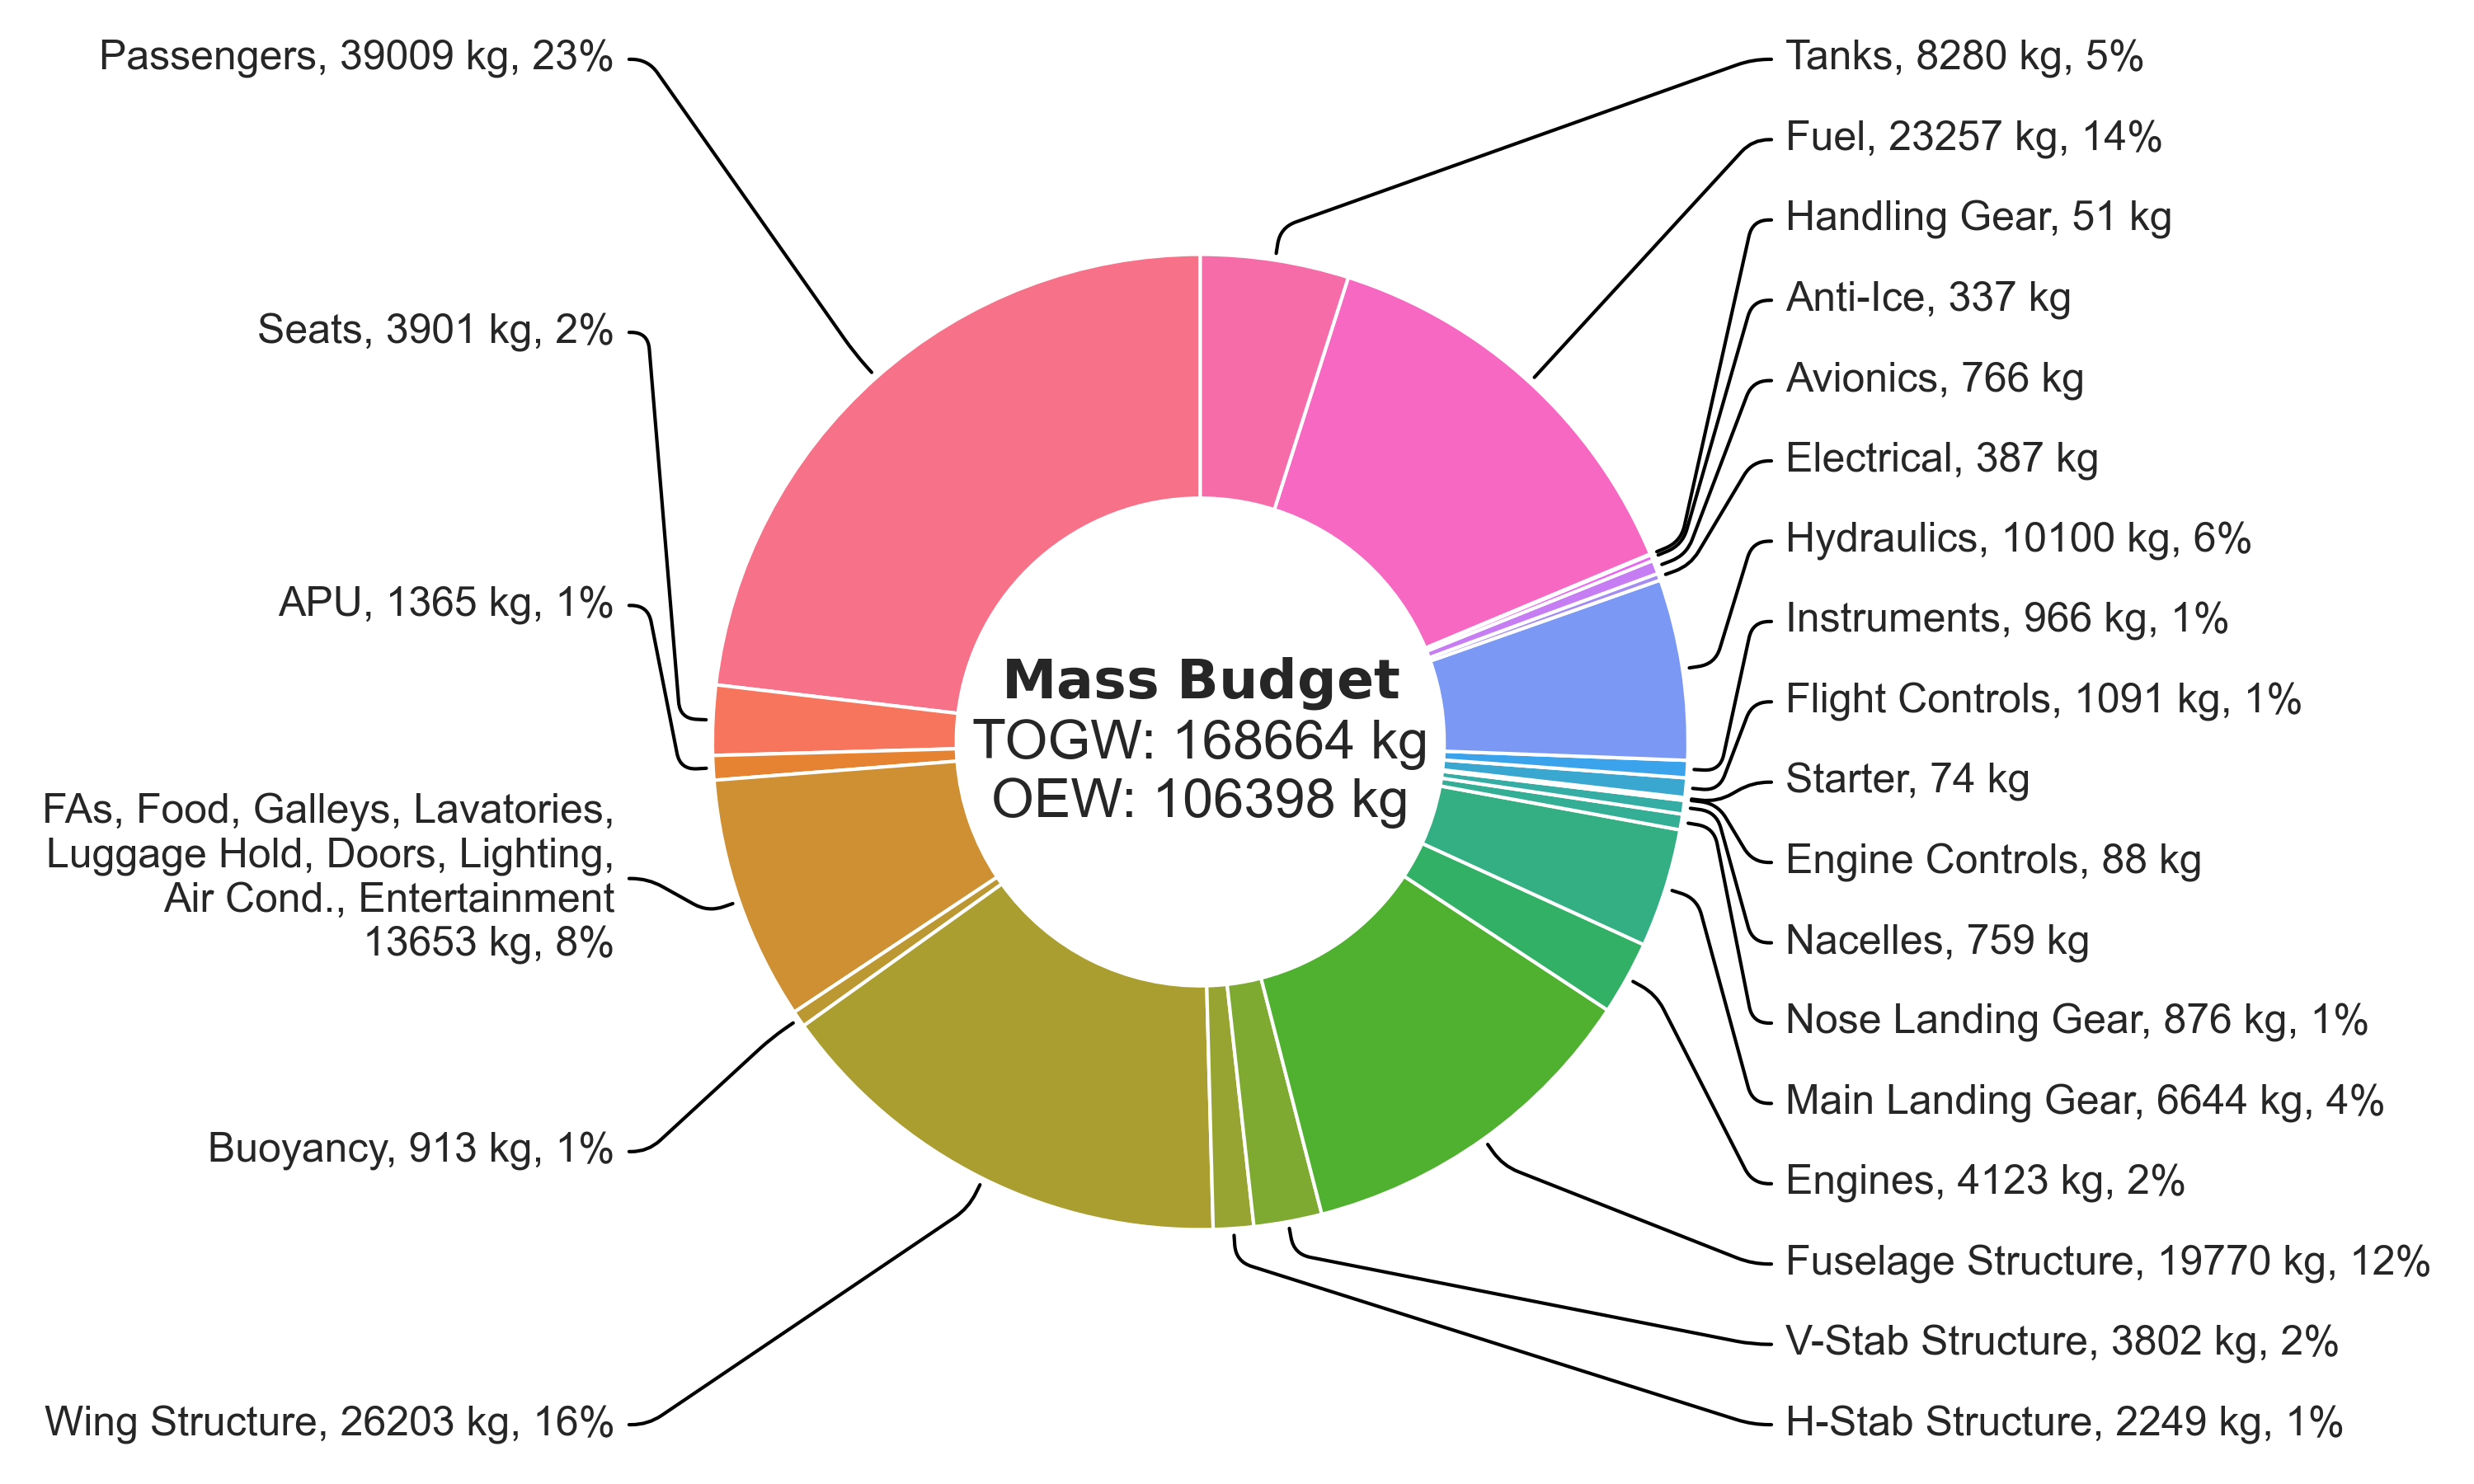 Passengers, 39009 kg, 23%
Seats, 3901 kg, 2%
APU, 1365 kg, 1%
FAs, Food, Galleys, Lavatories,
Luggage Hold, Doors, Lighting,
Air Cond., Entertainment
13653 kg, 8%
Buoyancy, 913 kg, 1%
Wing Structure, 26203 kg, 16%
Mass Budget
TOGW: 168664 kg
OEW: 106398 kg
Tanks, 8280 kg, 5%
Fuel, 23257 kg, 14%
Handling Gear, 51 kg
Anti-Ice, 337 kg
Avionics, 766 kg
Electrical, 387 kg
Hydraulics, 10100 kg, 6%
Instruments, 966 kg, 1%
Flight Controls, 1091 kg, 1%
Starter, 74 kg
Engine Controls, 88 kg
Nacelles, 759 kg
Nose Landing Gear, 876 kg, 1%
Main Landing Gear, 6644 kg, 4%
Engines, 4123 kg, 2%
Fuselage Structure, 19770 kg, 12%
V-Stab Structure, 3802 kg, 2%
H-Stab Structure, 2249 kg, 1%